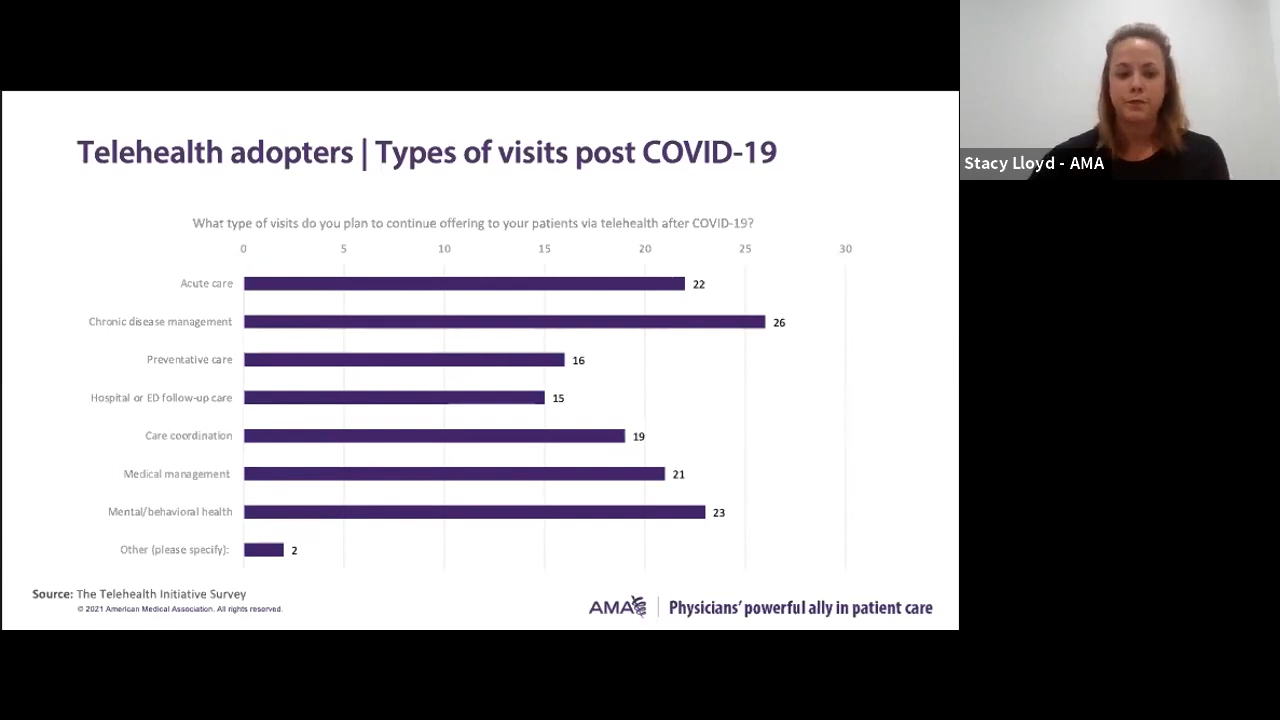 Telehealth adopters | Types of visits post COVID-19
What type of visits do you plan to continue offering to your patients via telehealth after COVID-19?
0 5 10 15 20 25 30
Acute care 22
Chronic disease management 26
Preventative care 16
Hospital or ED follow-up care 15
Care coordination 19
Medical management 21
Mental/behavioral health 23
Other (please specify): 2
Source: The Telehealth Initiative Survey
© 2021 American Medical Association. All rights reserved.
AMA Physicians' powerful ally in patient care
Stacy Lloyd - AMA